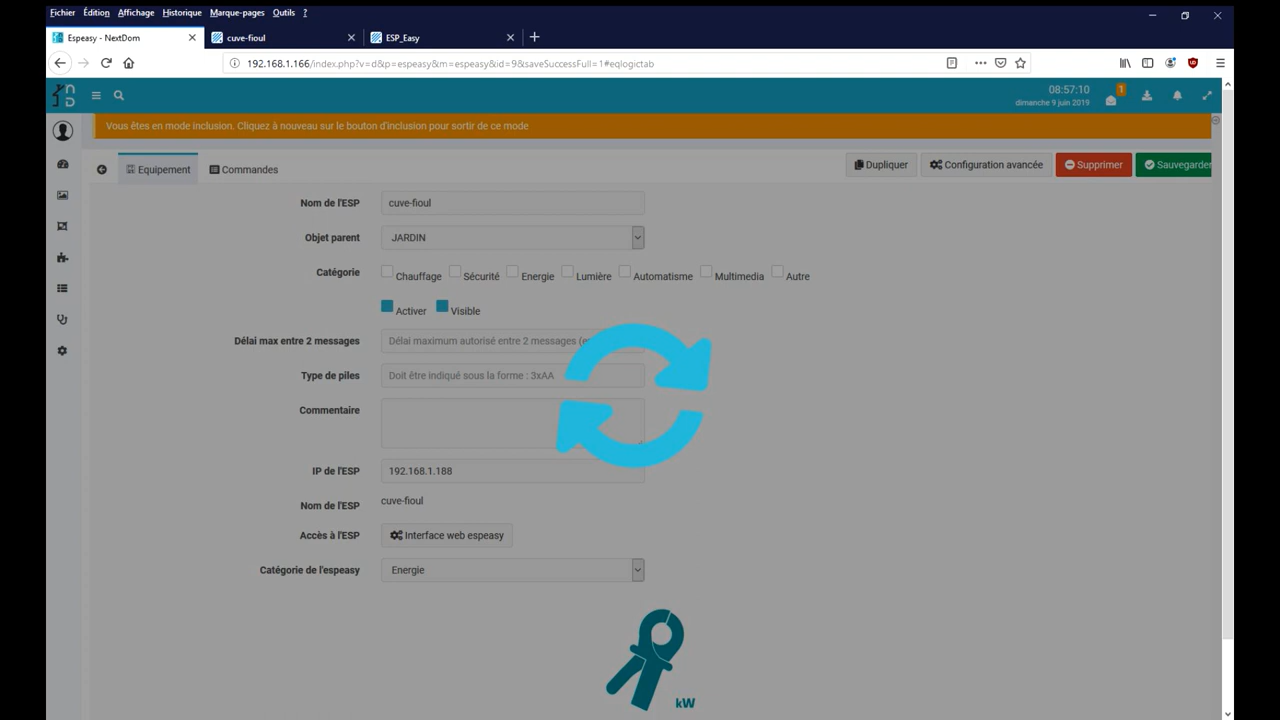 Fichier Édition Affichage Historique Marque-pages Outils ?
Espeasy - NextDom cuve-fioul ESP_Easy
192.168.1.166/index.php?v=d&p=espeasy&m=espeasy&id=9&saveSuccessFull=1#eqlogictab
08:57:10
dimanche 9 juin 2019
1
Vous êtes en mode inclusion. Cliquez à nouveau sur le bouton d'inclusion pour sortir de ce mode
Equipement Commandes Dupliquer Configuration avancée Supprimer Sauvegarder
Nom de l'ESP cuve-fioul
Objet parent JARDIN
Catégorie Chauffage Sécurité Energie Lumière Automatisme Multimedia Autre
Activer Visible
Délai max entre 2 messages Délai maximum autorisé entre 2 messages
Type de piles Doit être indiqué sous la forme : 3xAA
Commentaire
IP de l'ESP 192.168.1.188
Nom de l'ESP cuve-fioul
Accès à l'ESP Interface web espeasy
Catégorie de l'espeasy Energie
kW